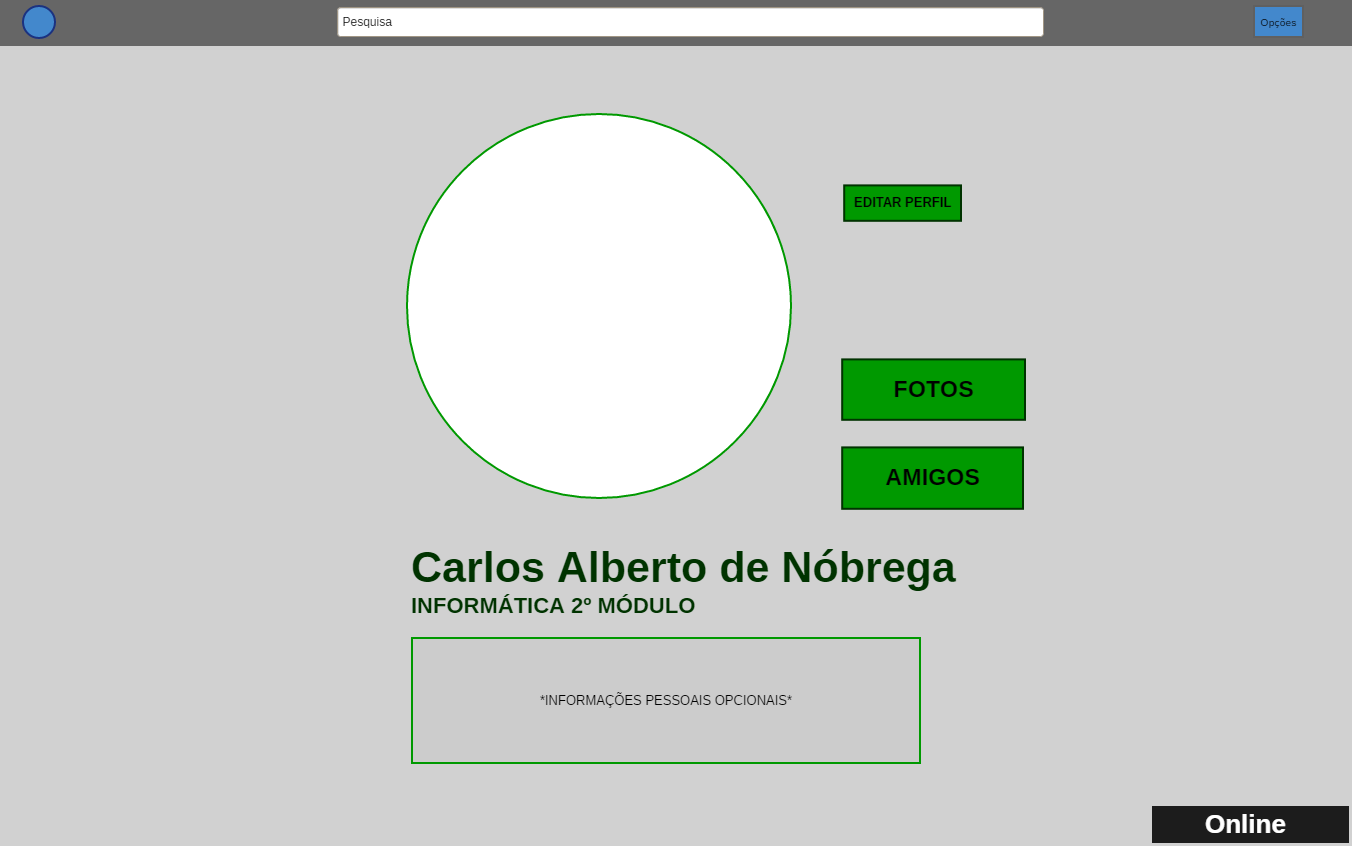 Pesquisa
Opções
EDITAR PERFIL
FOTOS
AMIGOS
Carlos Alberto de Nóbrega
INFORMÁTICA 2º MÓDULO
*INFORMAÇÕES PESSOAIS OPCIONAIS*
Online